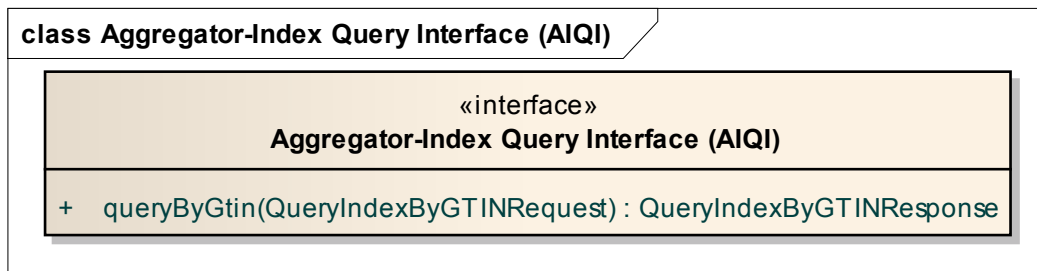 class Aggregator-Index Query Interface (AIQI)
«interface»
Aggregator-Index Query Interface (AIQI)
+ queryByGtin(QueryIndexByGTINRequest) : QueryIndexByGTINResponse